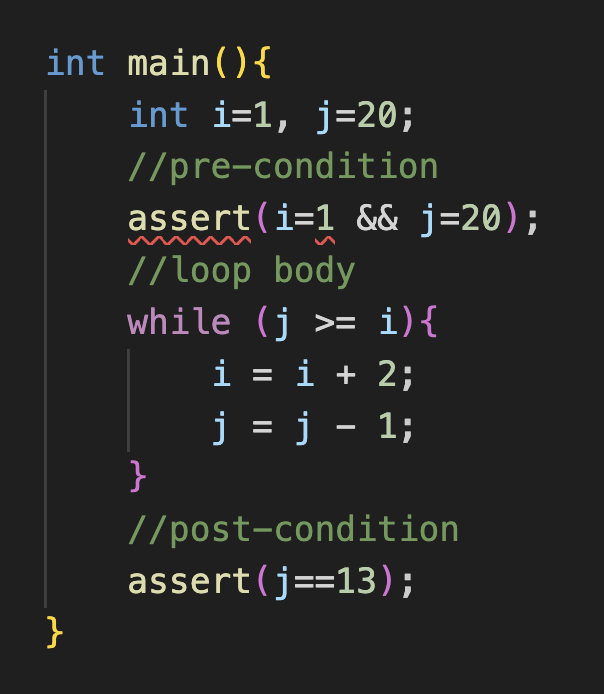 int main(){
int i=1, j=20;
//pre-condition
assert(i=1 && j=20);
//loop body
while (j >= i){
i = i + 2;
j = j - 1;
}
//post-condition
assert(j==13);
}